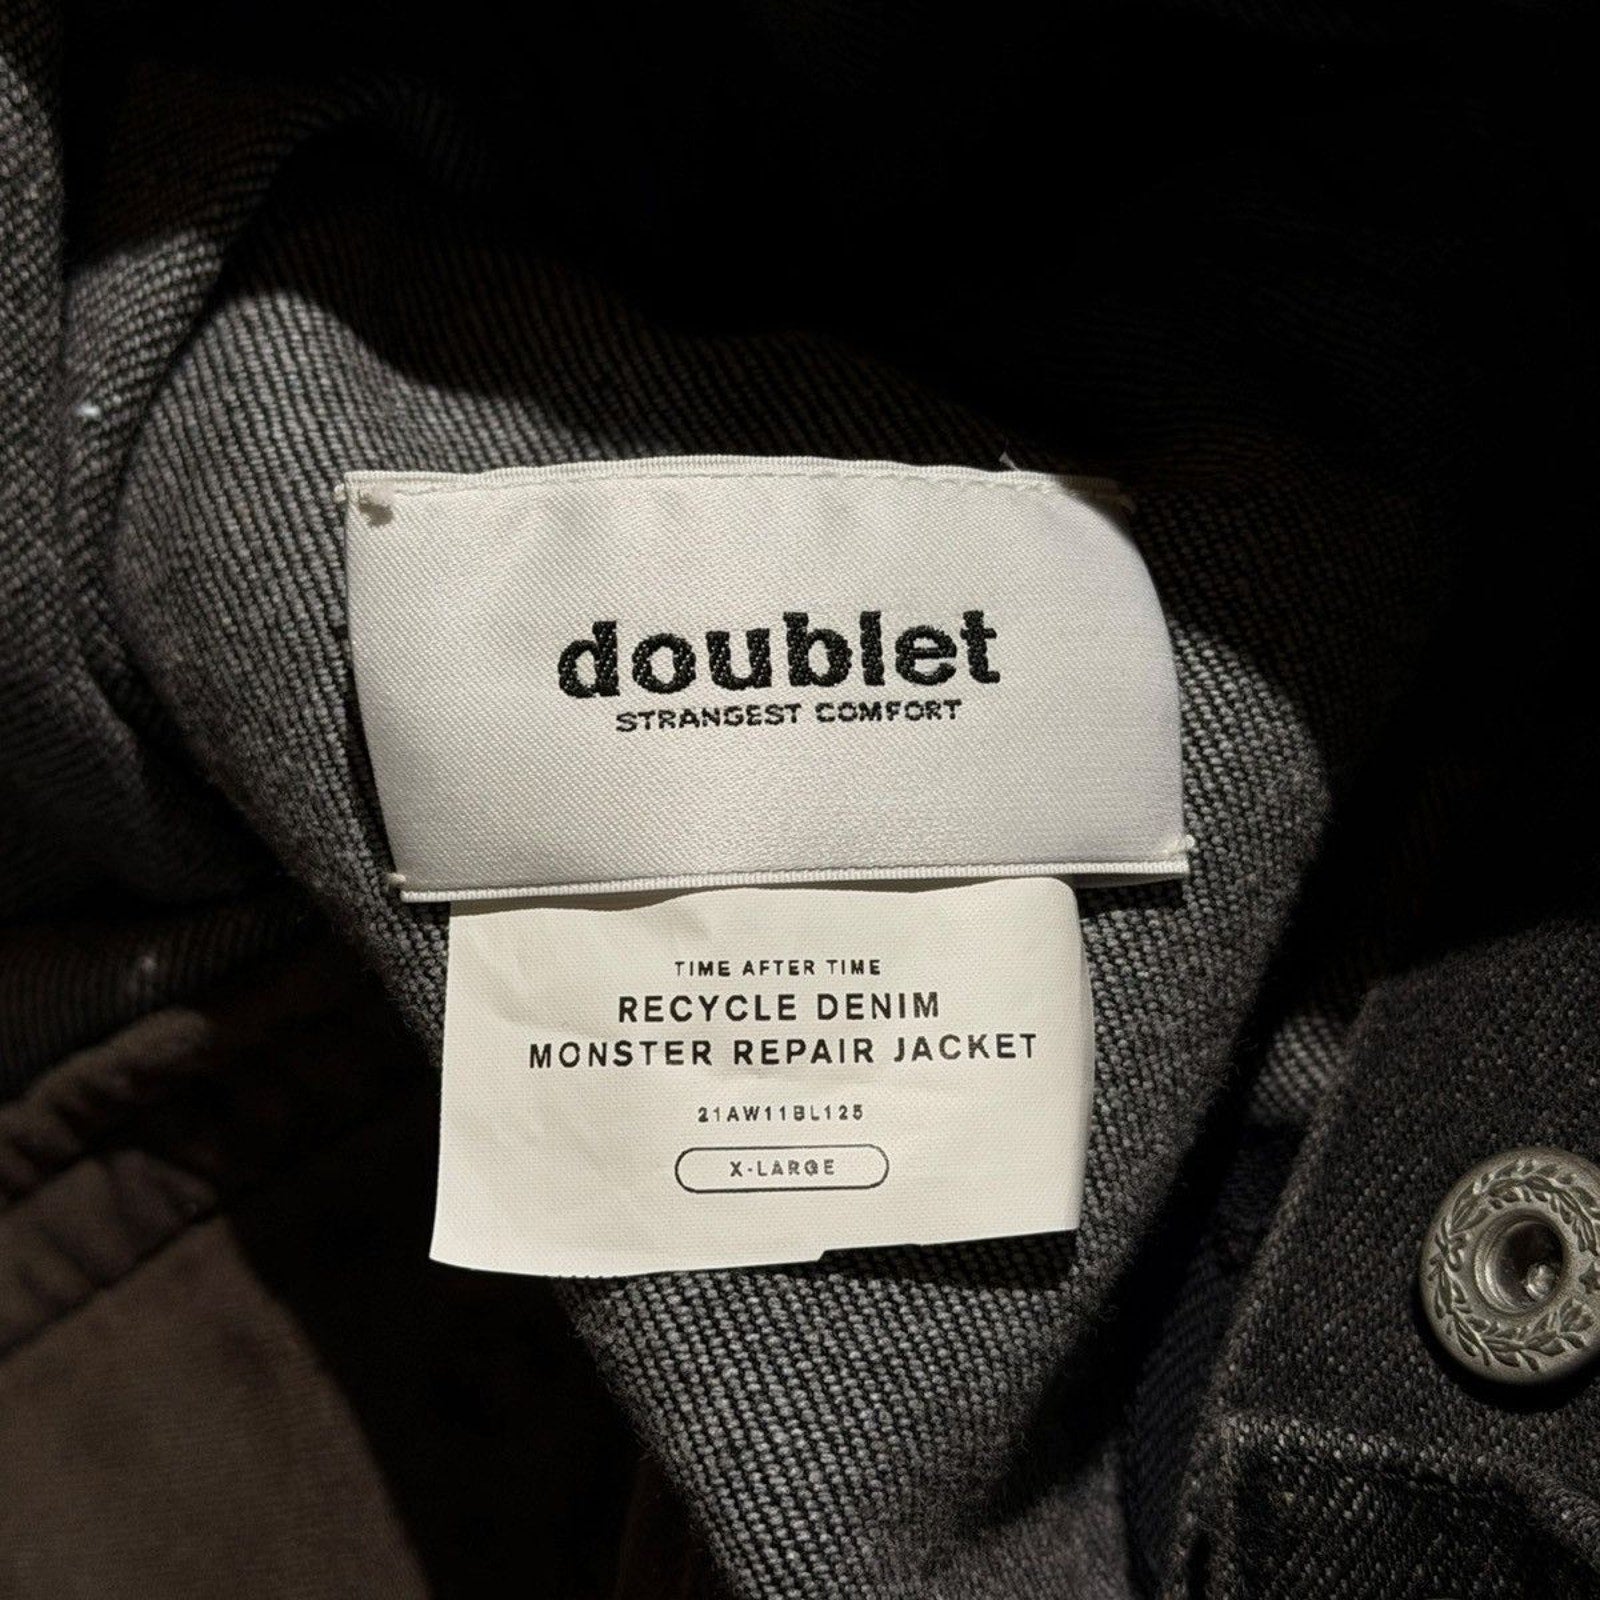 doublet
STRANGEST COMFORT
TIME AFTER TIME
RECYCLE DENIM
MONSTER REPAIR JACKET
21AW11BL125
X-LARGE